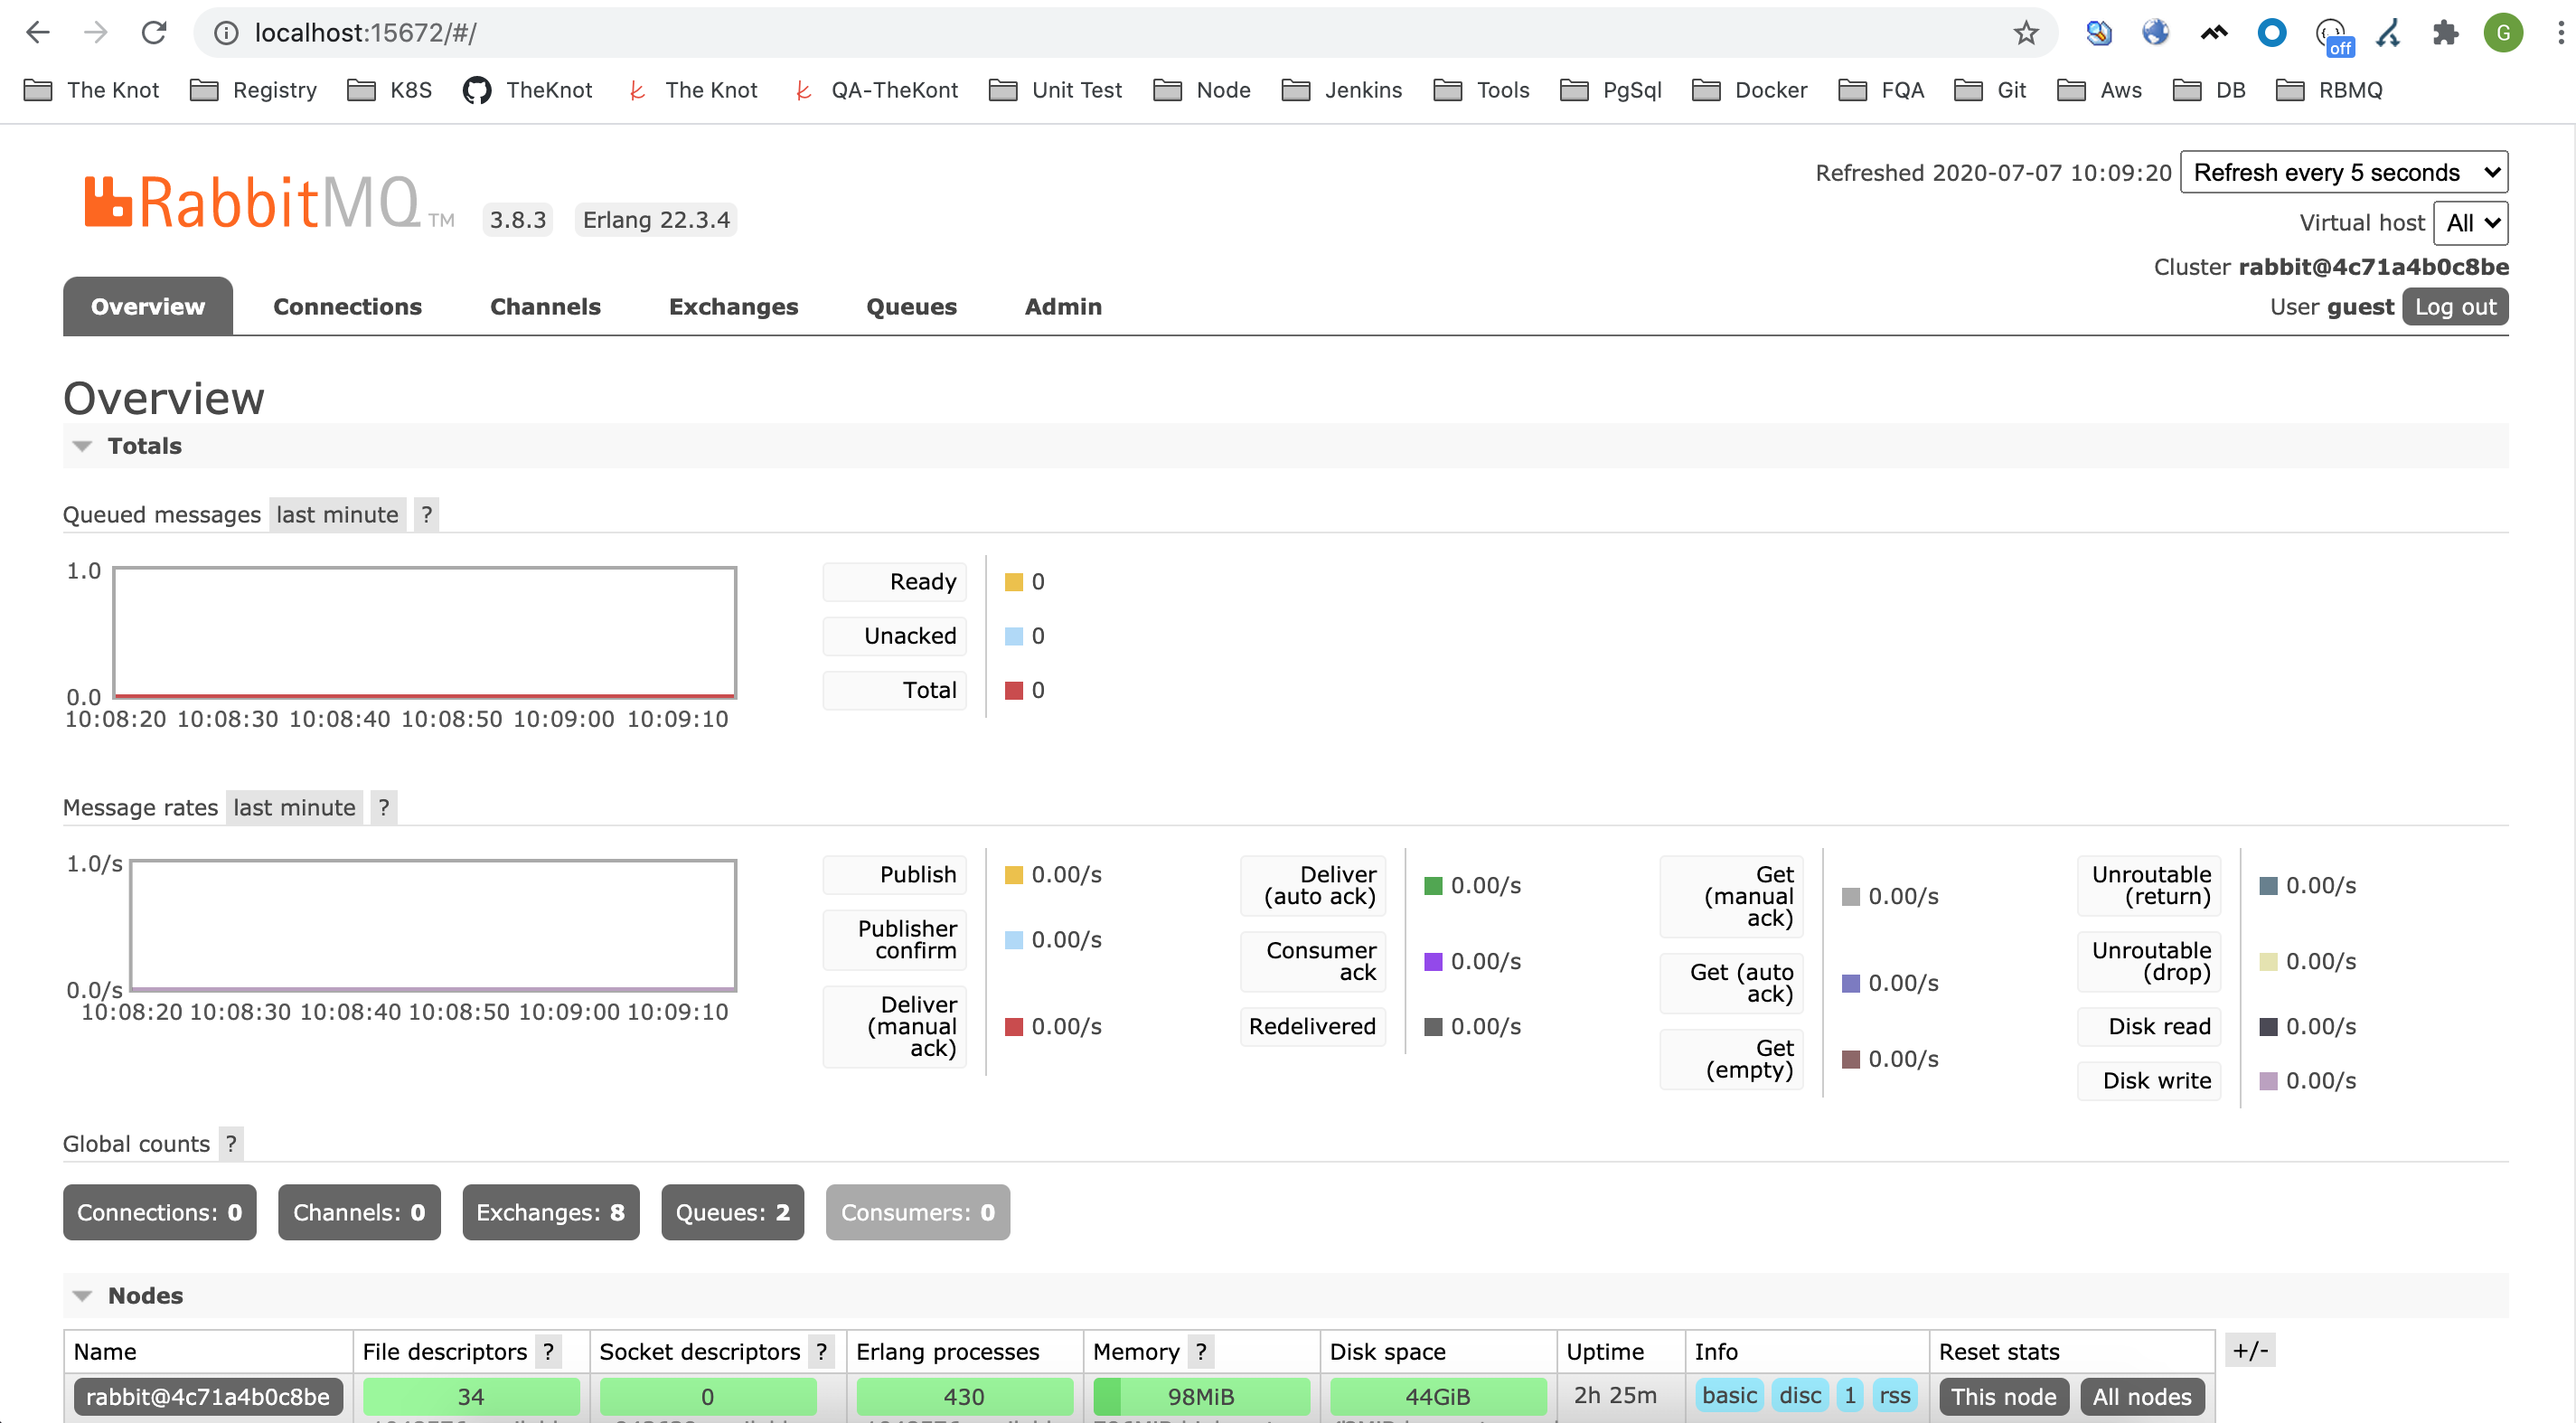 localhost:15672/#/
off
G
The Knot Registry K8S TheKnot The Knot QA-TheKont Unit Test Node Jenkins Tools PgSql Docker FQA Git Aws DB RBMQ
Refreshed 2020-07-07 10:09:20 Refresh every 5 seconds
RabbitMQ TM 3.8.3 Erlang 22.3.4
Virtual host All
Cluster rabbit@4c71a4b0c8be
Overview Connections Channels Exchanges Queues Admin
User guest Log out
Overview
Totals
Queued messages last minute ?
1.0
0.0
10:08:20 10:08:30 10:08:40 10:08:50 10:09:00 10:09:10
Ready 0
Unacked 0
Total 0
Message rates last minute ?
1.0/s
0.0/s
10:08:20 10:08:30 10:08:40 10:08:50 10:09:00 10:09:10
Publish 0.00/s
Publisher
confirm 0.00/s
Deliver
(manual 0.00/s
ack)
Deliver
(auto ack) 0.00/s
Consumer
ack 0.00/s
Redelivered 0.00/s
Get
(manual 0.00/s
ack)
Get (auto
ack) 0.00/s
Get
(empty) 0.00/s
Unroutable
(return) 0.00/s
Unroutable
(drop) 0.00/s
Disk read 0.00/s
Disk write 0.00/s
Global counts ?
Connections: 0 Channels: 0 Exchanges: 8 Queues: 2 Consumers: 0
Nodes
Name File descriptors ? Socket descriptors ? Erlang processes Memory ? Disk space Uptime Info Reset stats +/-
rabbit@4c71a4b0c8be 34 0 430 98MiB 44GiB 2h 25m basic disc 1 rss This node All nodes